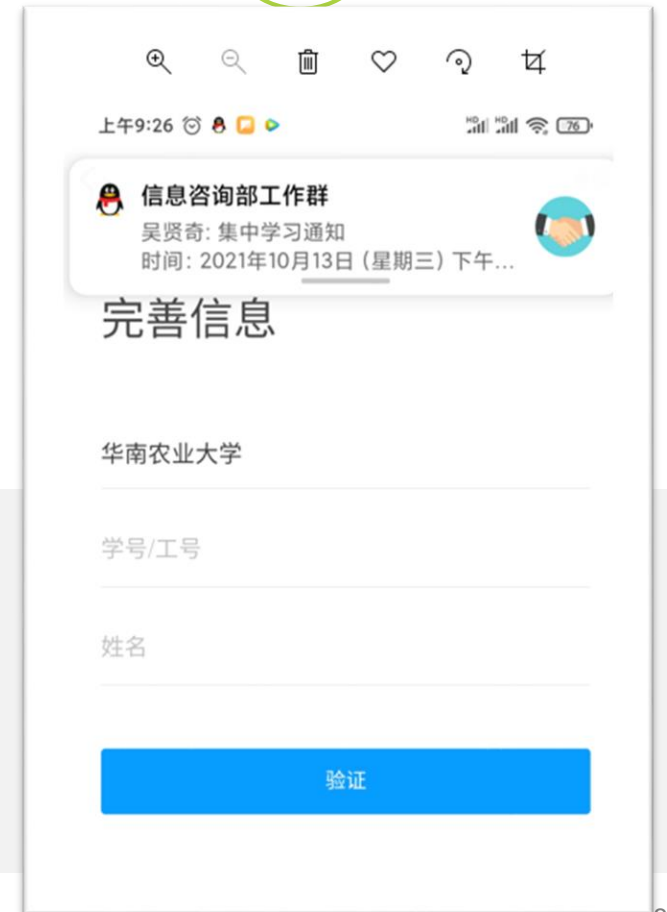 上午9:26
HD HD 76
信息咨询部工作群
吴贤奇: 集中学习通知
时间: 2021年10月13日 (星期三) 下午...
完善信息
华南农业大学
学号/工号
姓名
验证